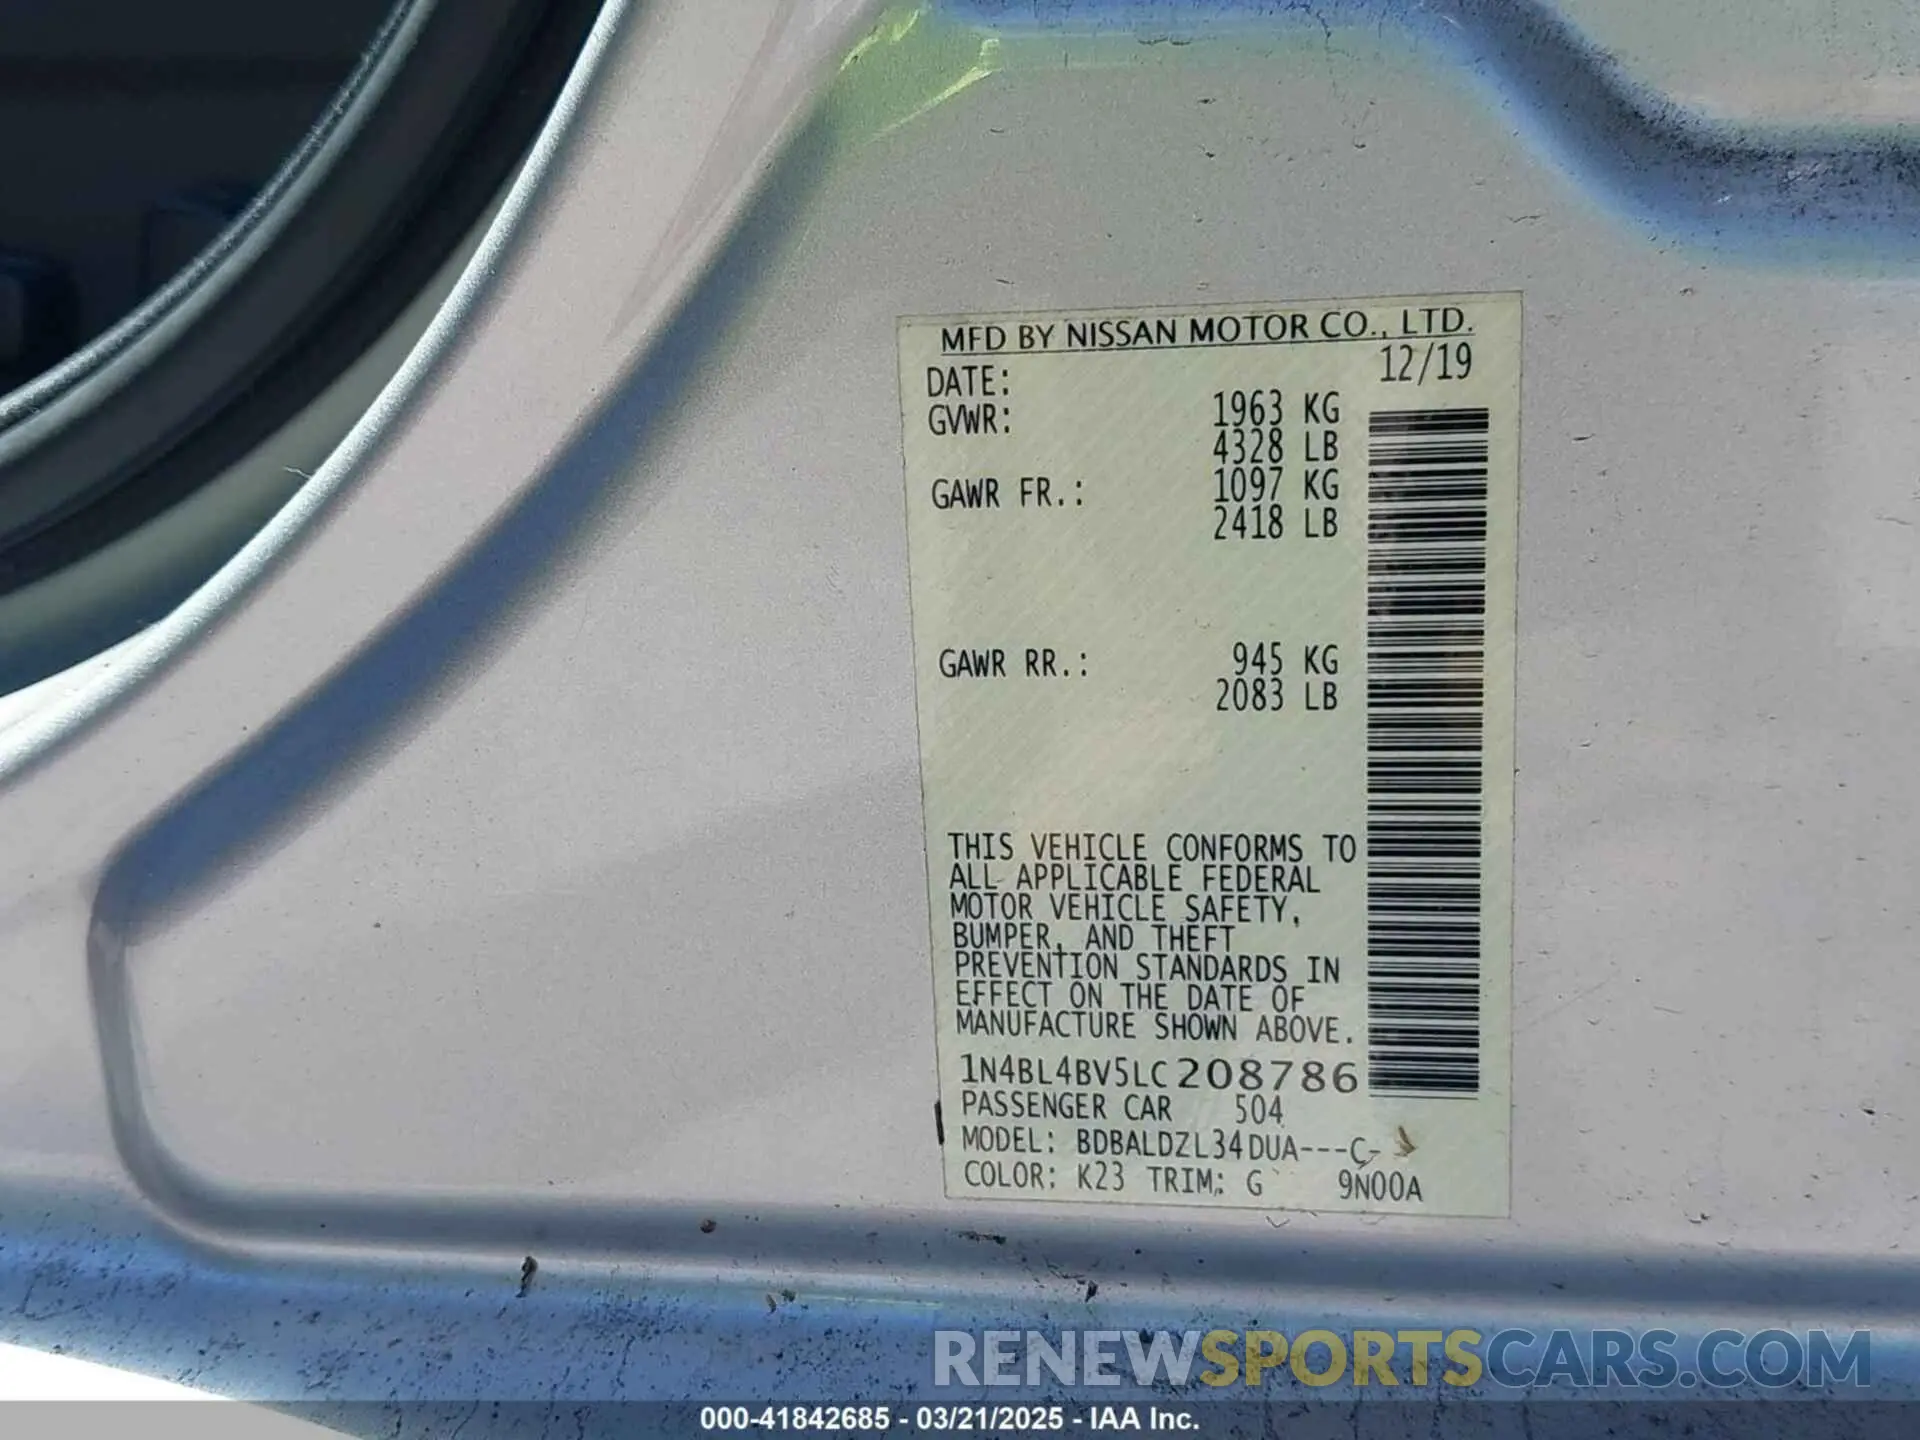 MFD BY NISSAN MOTOR CO., LTD.
DATE: 12/19
GVWR: 1963 KG
4328 LB
GAWR FR.: 1097 KG
2418 LB
GAWR RR.: 945 KG
2083 LB
THIS VEHICLE CONFORMS TO
ALL APPLICABLE FEDERAL
MOTOR VEHICLE SAFETY,
BUMPER, AND THEFT
PREVENTION STANDARDS IN
EFFECT ON THE DATE OF
MANUFACTURE SHOWN ABOVE.
1N4BL4BV5LC208786
PASSENGER CAR 504
MODEL: BDBALDZL34DUA---C-
COLOR: K23 TRIM: G 9N00A
RENEWSPORTSCARS.COM
000-41842685 - 03/21/2025 - IAA Inc.